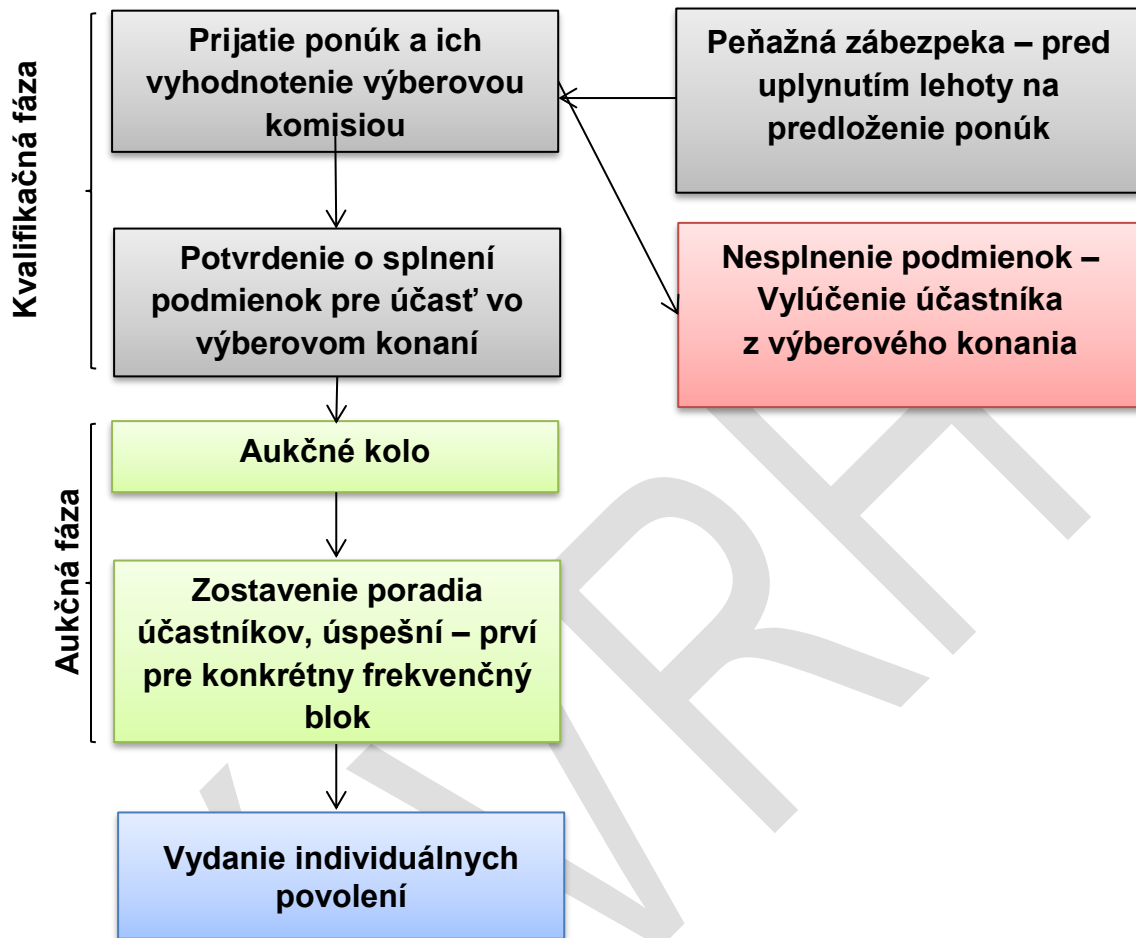 Kvalifikačná fáza
Prijatie ponúk a ich
vyhodnotenie výberovou
komisiou
Peňažná zábezpeka – pred
uplynutím lehoty na
predloženie ponúk
Potvrdenie o splnení
podmienok pre účasť vo
výberovom konaní
Nesplnenie podmienok –
Vylúčenie účastníka
z výberového konania
Aukčná fáza
Aukčné kolo
Zostavenie poradia
účastníkov, úspešní – prví
pre konkrétny frekvenčný
blok
Vydanie individuálnych
povolení
VRH